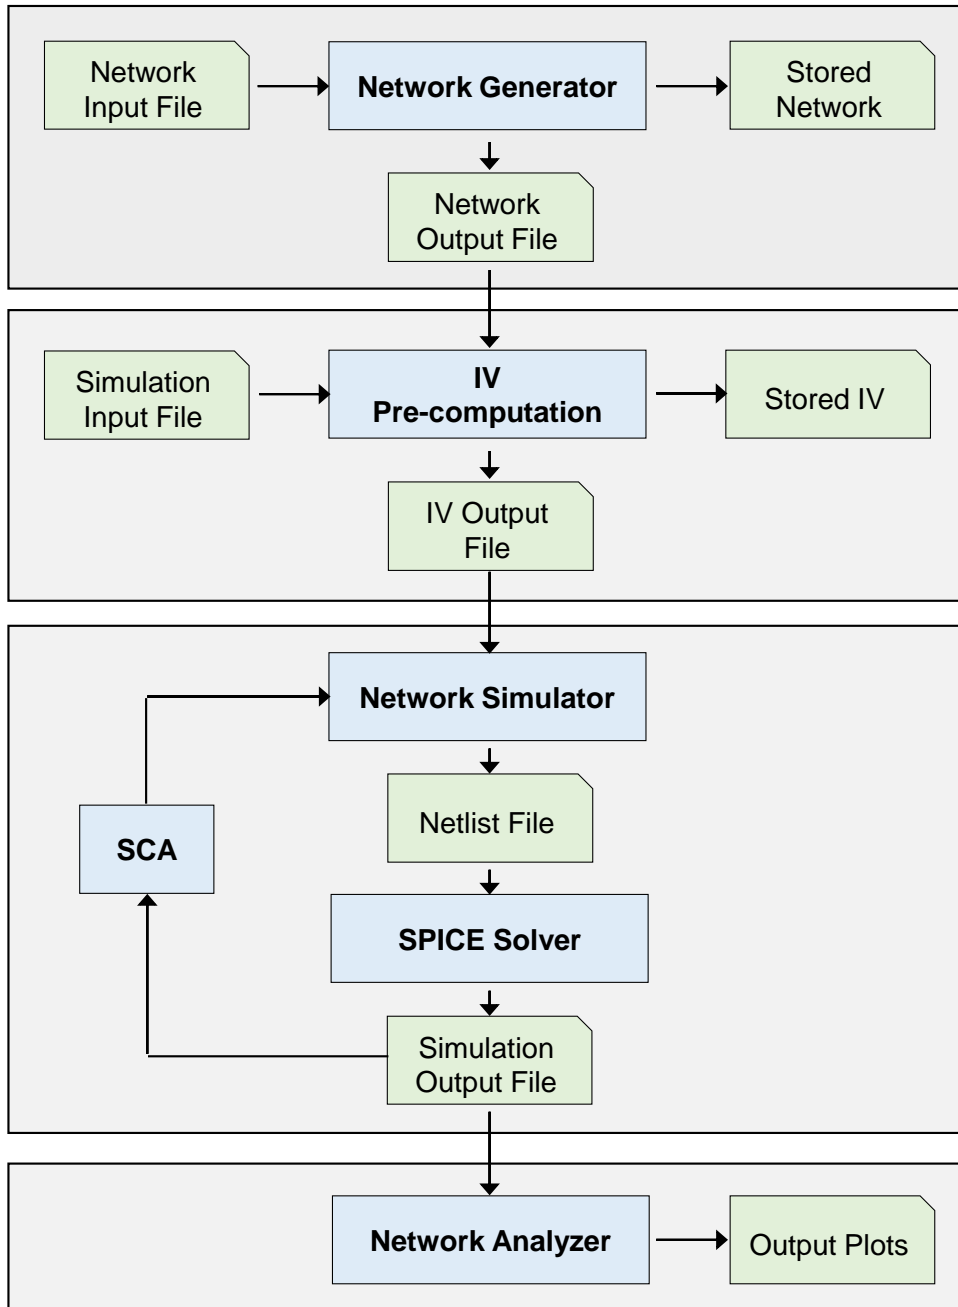 Network
Input File
Network Generator
Stored
Network
Network
Output File
Simulation
Input File
IV
Pre-computation
Stored IV
IV Output
File
Network Simulator
Netlist File
SCA
SPICE Solver
Simulation
Output File
Network Analyzer
Output Plots